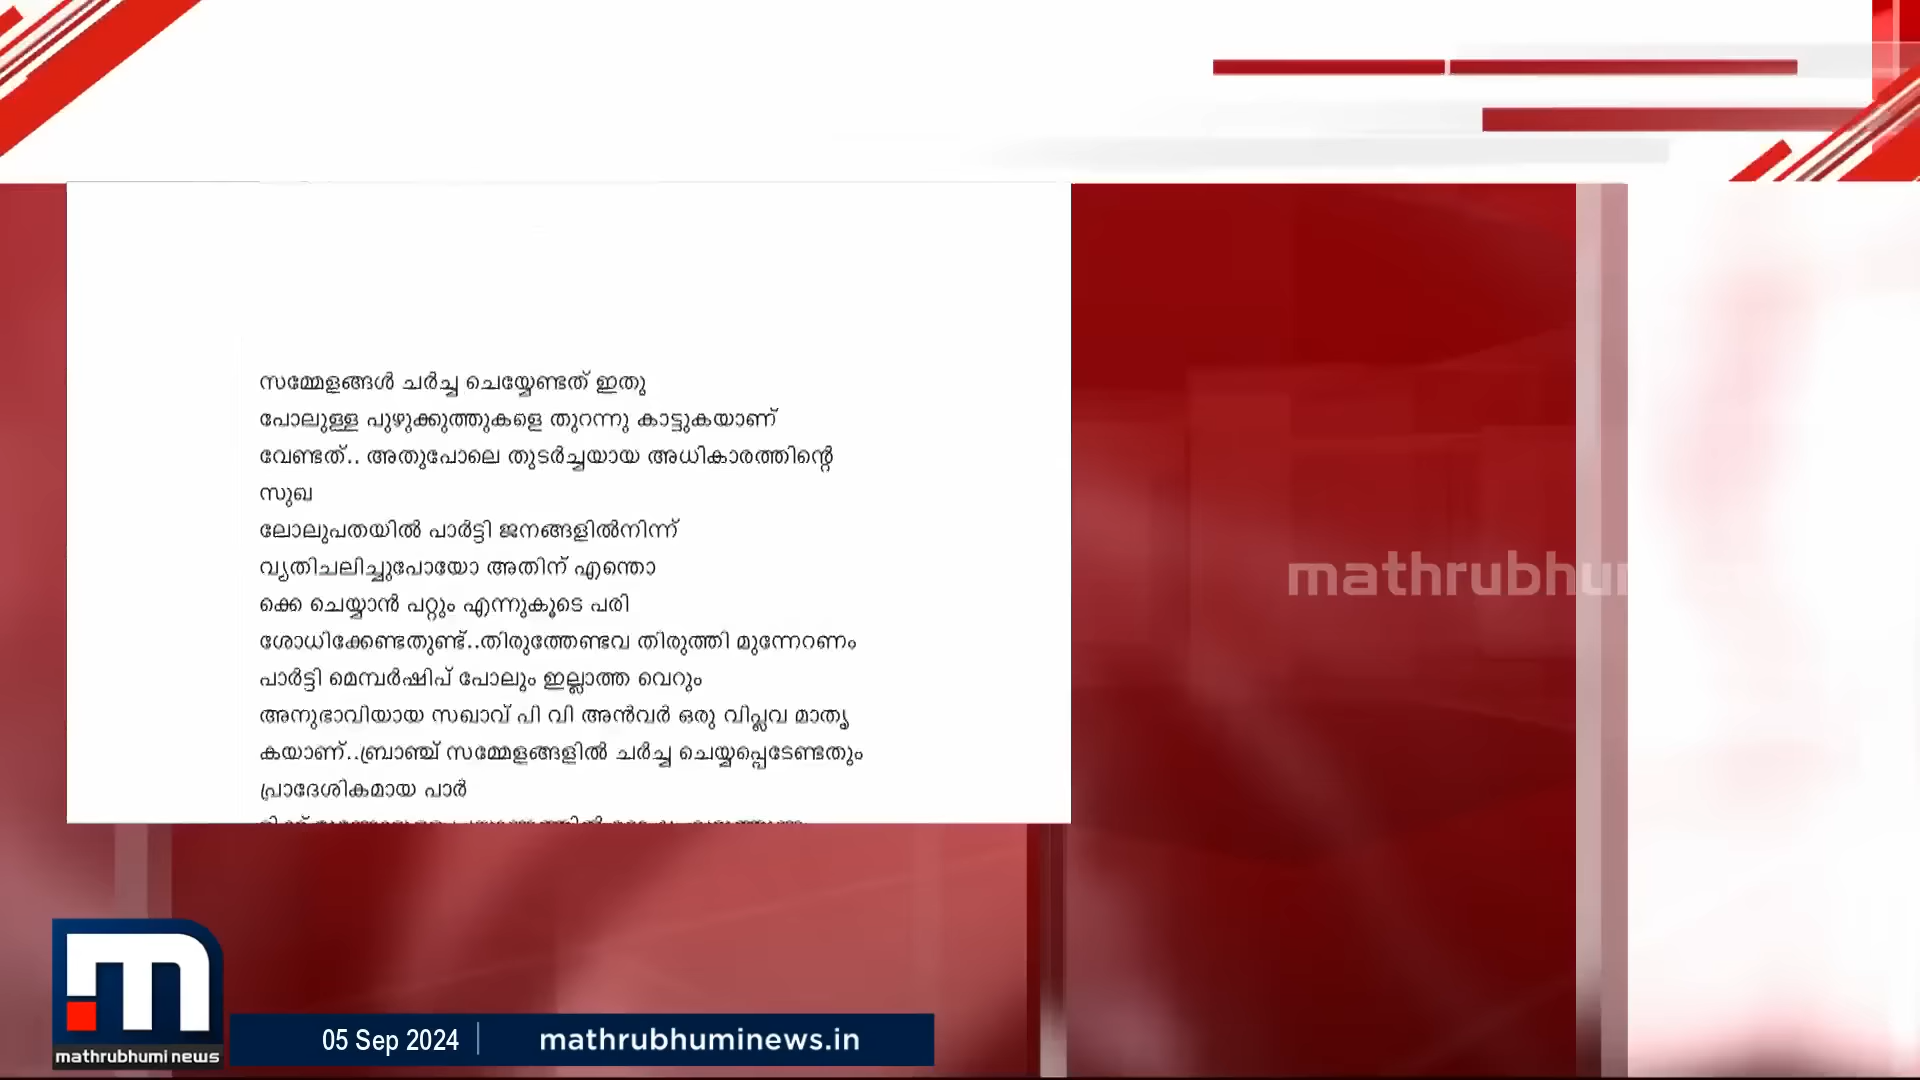 സമ്മേളങ്ങൾ ചർച്ച ചെയ്യേണ്ടത് ഇതു
പോലുള്ള പുഴുക്കുത്തുകളെ തുറന്നു കാട്ടുകയാണ്
വേണ്ടത്.. അതുപോലെ തുടർച്ചയായ അധികാരത്തിന്റെ
സുഖ
ലോലുപതയിൽ പാർട്ടി ജനങ്ങളിൽനിന്ന്
വ്യതിചലിച്ചുപോയോ അതിന് എന്തൊ
ക്കെ ചെയ്യാൻ പറ്റും എന്നുകൂടെ പരി
ശോധിക്കേണ്ടതുണ്ട്..തിരുത്തേണ്ടവ തിരുത്തി മുന്നേറണം
പാർട്ടി മെമ്പർഷിപ് പോലും ഇല്ലാത്ത വെറും
അനുഭാവിയായ സഖാവ് പി വി അൻവർ ഒരു വിപ്ലവ മാതൃ
കയാണ്..ബ്രാഞ്ച് സമ്മേളങ്ങളിൽ ചർച്ച ചെയ്യപ്പെടേണ്ടതും
പ്രാദേശികമായ പാർ
mathrubhu
mathrubhumi news
05 Sep 2024
mathrubhuminews.in